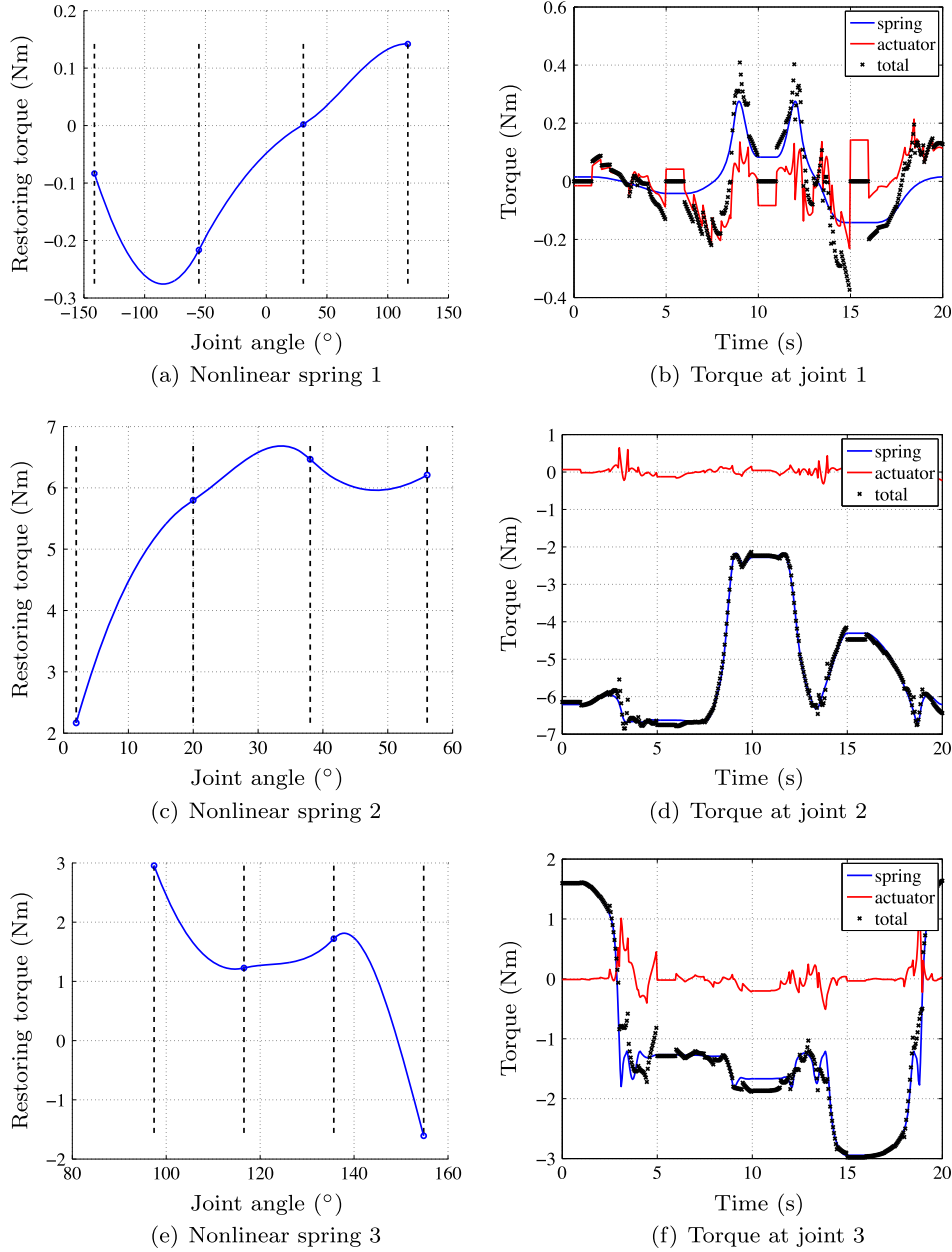 0.2
0.1
0
−0.1
−0.2
−0.3
−150
−100
−50
0
50
100
150
Restoring torque (Nm)
Joint angle (°)
(a) Nonlinear spring 1
0.6
0.4
0.2
0
−0.2
−0.4
0
5
10
15
20
Torque (Nm)
Time (s)
spring
actuator
total
(b) Torque at joint 1
7
6
5
4
3
2
0
10
20
30
40
50
60
Restoring torque (Nm)
Joint angle (°)
(c) Nonlinear spring 2
1
0
−1
−2
−3
−4
−5
−6
−7
0
5
10
15
20
Torque (Nm)
Time (s)
spring
actuator
total
(d) Torque at joint 2
3
2
1
0
−1
−2
80
100
120
140
160
Restoring torque (Nm)
Joint angle (°)
(e) Nonlinear spring 3
2
1
0
−1
−2
−3
0
5
10
15
20
Torque (Nm)
Time (s)
spring
actuator
total
(f) Torque at joint 3